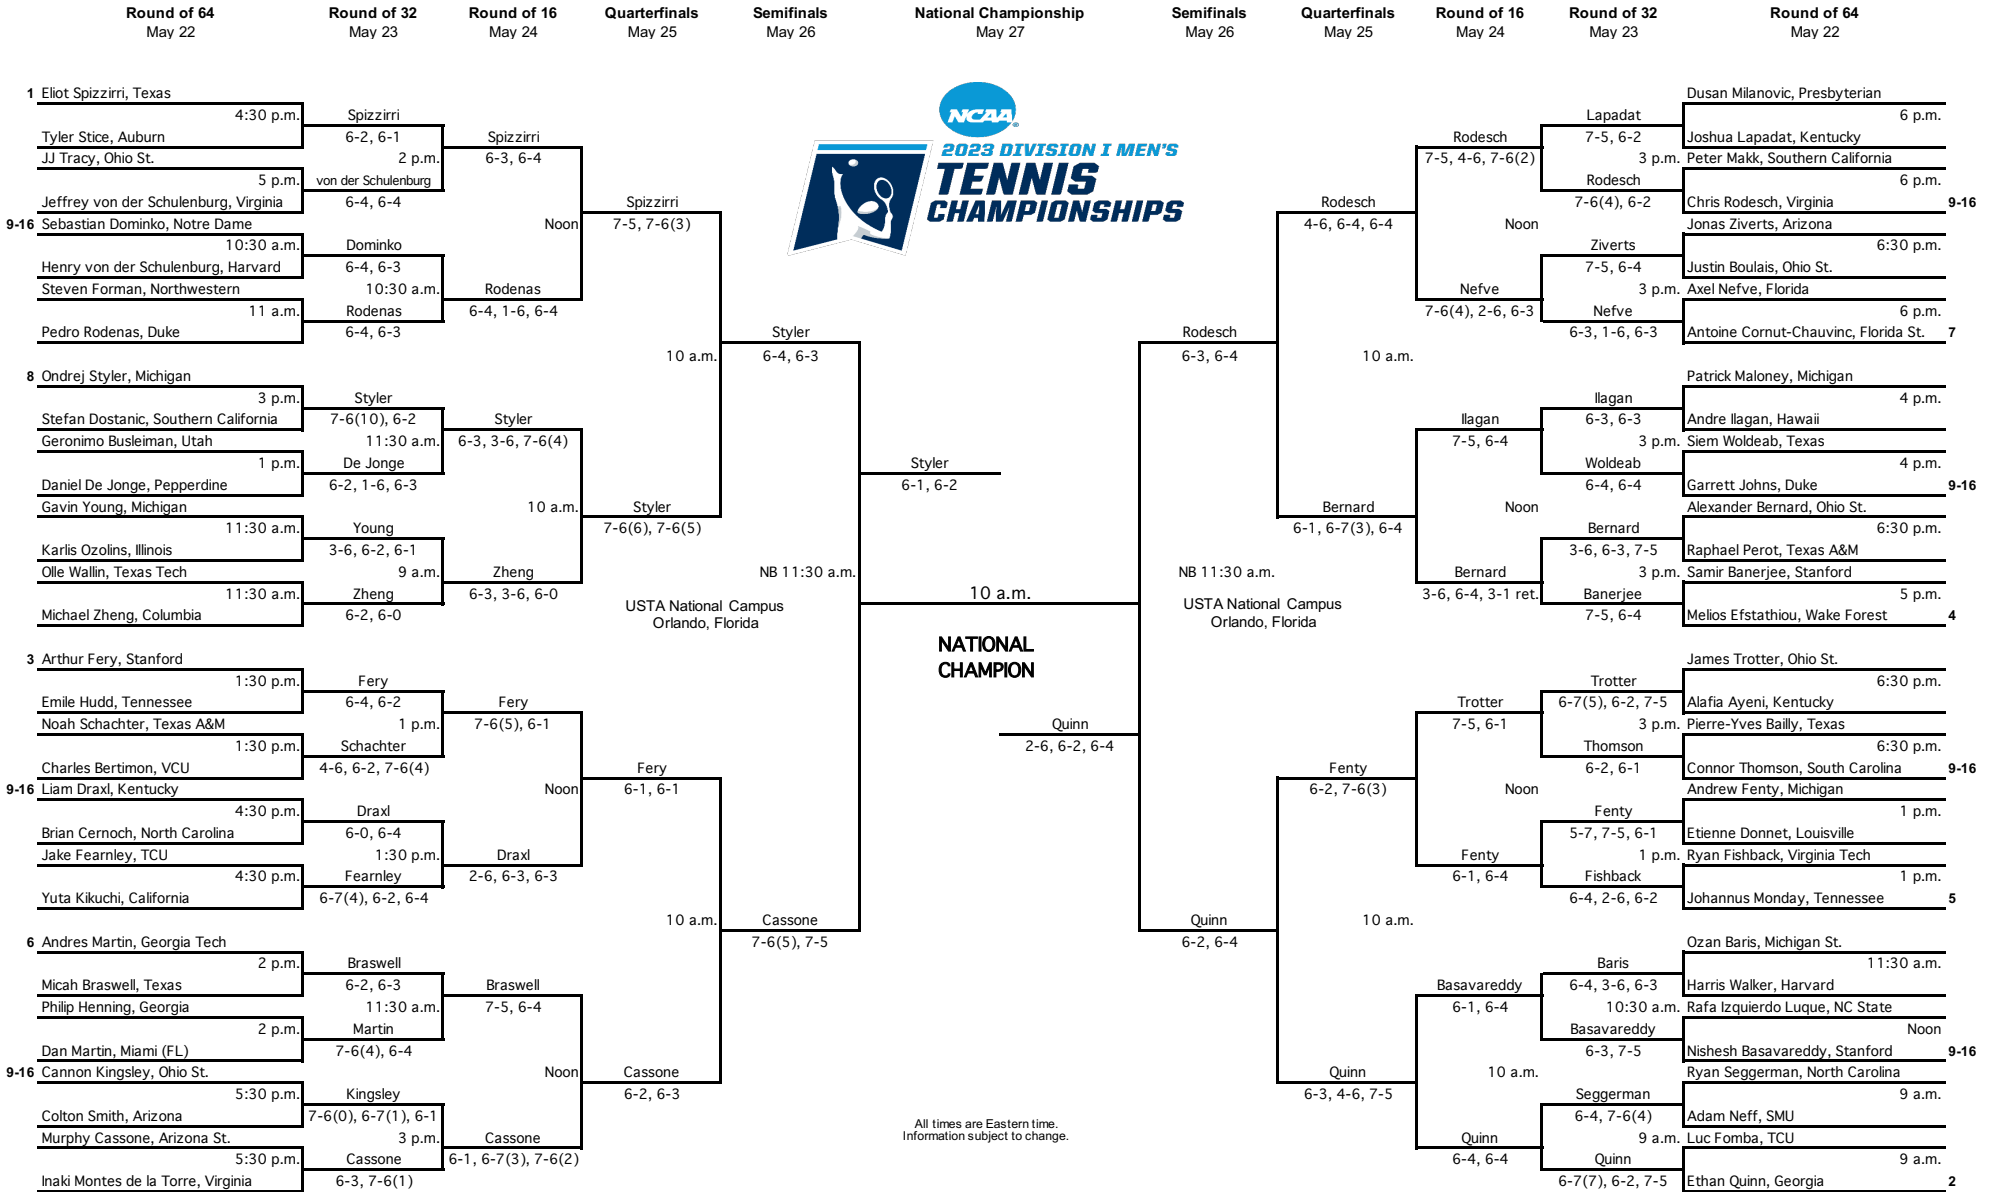 Round of 64
May 22
Round of 32
May 23
Round of 16
May 24
Quarterfinals
May 25
Semifinals
May 26
National Championship
May 27
Semifinals
May 26
Quarterfinals
May 25
Round of 16
May 24
Round of 32
May 23
Round of 64
May 22
NCAA®
2023 DIVISION I MEN'S
TENNIS
CHAMPIONSHIPS
1 Eliot Spizzirri, Texas
4:30 p.m.
Tyler Stice, Auburn
JJ Tracy, Ohio St.
5 p.m.
Jeffrey von der Schulenburg, Virginia
9-16 Sebastian Dominko, Notre Dame
10:30 a.m.
Henry von der Schulenburg, Harvard
Steven Forman, Northwestern
11 a.m.
Pedro Rodenas, Duke
8 Ondrej Styler, Michigan
3 p.m.
Stefan Dostanic, Southern California
Geronimo Busleiman, Utah
1 p.m.
Daniel De Jonge, Pepperdine
Gavin Young, Michigan
11:30 a.m.
Karlis Ozolins, Illinois
Olle Wallin, Texas Tech
11:30 a.m.
Michael Zheng, Columbia
3 Arthur Fery, Stanford
1:30 p.m.
Emile Hudd, Tennessee
Noah Schachter, Texas A&M
1:30 p.m.
Charles Bertimon, VCU
9-16 Liam Draxl, Kentucky
4:30 p.m.
Brian Cernoch, North Carolina
Jake Fearnley, TCU
4:30 p.m.
Yuta Kikuchi, California
6 Andres Martin, Georgia Tech
2 p.m.
Micah Braswell, Texas
Philip Henning, Georgia
2 p.m.
Dan Martin, Miami (FL)
9-16 Cannon Kingsley, Ohio St.
5:30 p.m.
Colton Smith, Arizona
Murphy Cassone, Arizona St.
5:30 p.m.
Inaki Montes de la Torre, Virginia
Spizzirri
6-2, 6-1
2 p.m.
von der Schulenburg
6-4, 6-4
Dominko
6-4, 6-3
10:30 a.m.
Rodenas
6-4, 6-3
Styler
7-6(10), 6-2
11:30 a.m.
De Jonge
6-2, 1-6, 6-3
Young
3-6, 6-2, 6-1
9 a.m.
Zheng
6-2, 6-0
Fery
6-4, 6-2
1 p.m.
Schachter
4-6, 6-2, 7-6(4)
Draxl
6-0, 6-4
1:30 p.m.
Fearnley
6-7(4), 6-2, 6-4
Braswell
6-2, 6-3
11:30 a.m.
Martin
7-6(4), 6-4
Kingsley
7-6(0), 6-7(1), 6-1
3 p.m.
Cassone
6-3, 7-6(1)
Spizzirri
6-3, 6-4
Noon
Rodenas
6-4, 1-6, 6-4
Styler
6-3, 3-6, 7-6(4)
10 a.m.
Zheng
6-3, 3-6, 6-0
Fery
7-6(5), 6-1
Noon
Draxl
2-6, 6-3, 6-3
Braswell
7-5, 6-4
Noon
Cassone
6-1, 6-7(3), 7-6(2)
Spizzirri
7-5, 7-6(3)
10 a.m.
Styler
7-6(6), 7-6(5)
USTA National Campus
Orlando, Florida
Fery
6-1, 6-1
10 a.m.
Cassone
6-2, 6-3
Styler
6-4, 6-3
NB 11:30 a.m.
Cassone
7-6(5), 7-5
Styler
6-1, 6-2
10 a.m.
NATIONAL
CHAMPION
Quinn
2-6, 6-2, 6-4
All times are Eastern time.
Information subject to change.
Rodesch
6-3, 6-4
NB 11:30 a.m.
USTA National Campus
Orlando, Florida
Quinn
6-2, 6-4
Rodesch
4-6, 6-4, 6-4
10 a.m.
Bernard
6-1, 6-7(3), 6-4
Fenty
6-2, 7-6(3)
10 a.m.
Quinn
6-3, 4-6, 7-5
Rodesch
7-5, 4-6, 7-6(2)
Noon
Nefve
7-6(4), 2-6, 6-3
Ilagan
7-5, 6-4
Noon
Bernard
3-6, 6-4, 3-1 ret.
Trotter
7-5, 6-1
Noon
Fenty
6-1, 6-4
Basavareddy
6-1, 6-4
10 a.m.
Quinn
6-4, 6-4
Lapadat
7-5, 6-2
3 p.m.
Rodesch
7-6(4), 6-2
Ziverts
7-5, 6-4
3 p.m.
Nefve
6-3, 1-6, 6-3
Ilagan
6-3, 6-3
3 p.m.
Woldeab
6-4, 6-4
Bernard
3-6, 6-3, 7-5
3 p.m.
Banerjee
7-5, 6-4
Trotter
6-7(5), 6-2, 7-5
3 p.m.
Thomson
6-2, 6-1
Fenty
5-7, 7-5, 6-1
1 p.m.
Fishback
6-4, 2-6, 6-2
Baris
6-4, 3-6, 6-3
10:30 a.m.
Basavareddy
6-3, 7-5
Seggerman
6-4, 7-6(4)
9 a.m.
Quinn
6-7(7), 6-2, 7-5
Dusan Milanovic, Presbyterian
6 p.m.
Joshua Lapadat, Kentucky
Peter Makk, Southern California
6 p.m.
Chris Rodesch, Virginia 9-16
Jonas Ziverts, Arizona
6:30 p.m.
Justin Boulais, Ohio St.
Axel Nefve, Florida
6 p.m.
Antoine Cornut-Chauvinc, Florida St. 7
Patrick Maloney, Michigan
4 p.m.
Andre Ilagan, Hawaii
Siem Woldeab, Texas
4 p.m.
Garrett Johns, Duke 9-16
Alexander Bernard, Ohio St.
6:30 p.m.
Raphael Perot, Texas A&M
Samir Banerjee, Stanford
5 p.m.
Melios Efstathiou, Wake Forest 4
James Trotter, Ohio St.
6:30 p.m.
Alafia Ayeni, Kentucky
Pierre-Yves Bailly, Texas
6:30 p.m.
Connor Thomson, South Carolina 9-16
Andrew Fenty, Michigan
1 p.m.
Etienne Donnet, Louisville
Ryan Fishback, Virginia Tech
1 p.m.
Johannus Monday, Tennessee 5
Ozan Baris, Michigan St.
11:30 a.m.
Harris Walker, Harvard
Rafa Izquierdo Luque, NC State
Noon
Nishesh Basavareddy, Stanford 9-16
Ryan Seggerman, North Carolina
9 a.m.
Adam Neff, SMU
Luc Fomba, TCU
9 a.m.
Ethan Quinn, Georgia 2